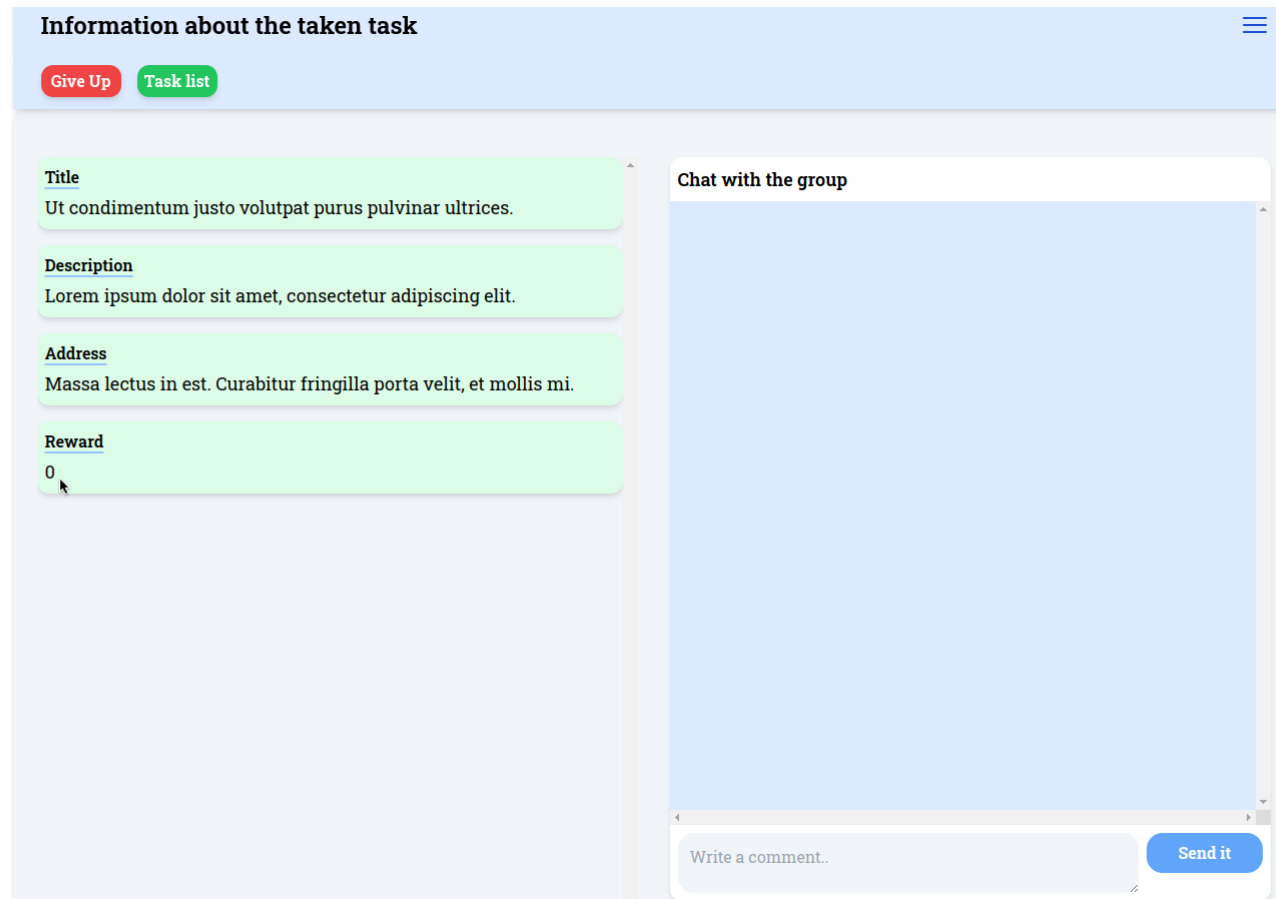 Information about the taken task
Give Up
Task list
Title
Ut condimentum justo volutpat purus pulvinar ultrices.
Description
Lorem ipsum dolor sit amet, consectetur adipiscing elit.
Address
Massa lectus in est. Curabitur fringilla porta velit, et mollis mi.
Reward
0
Chat with the group
Write a comment..
Send it